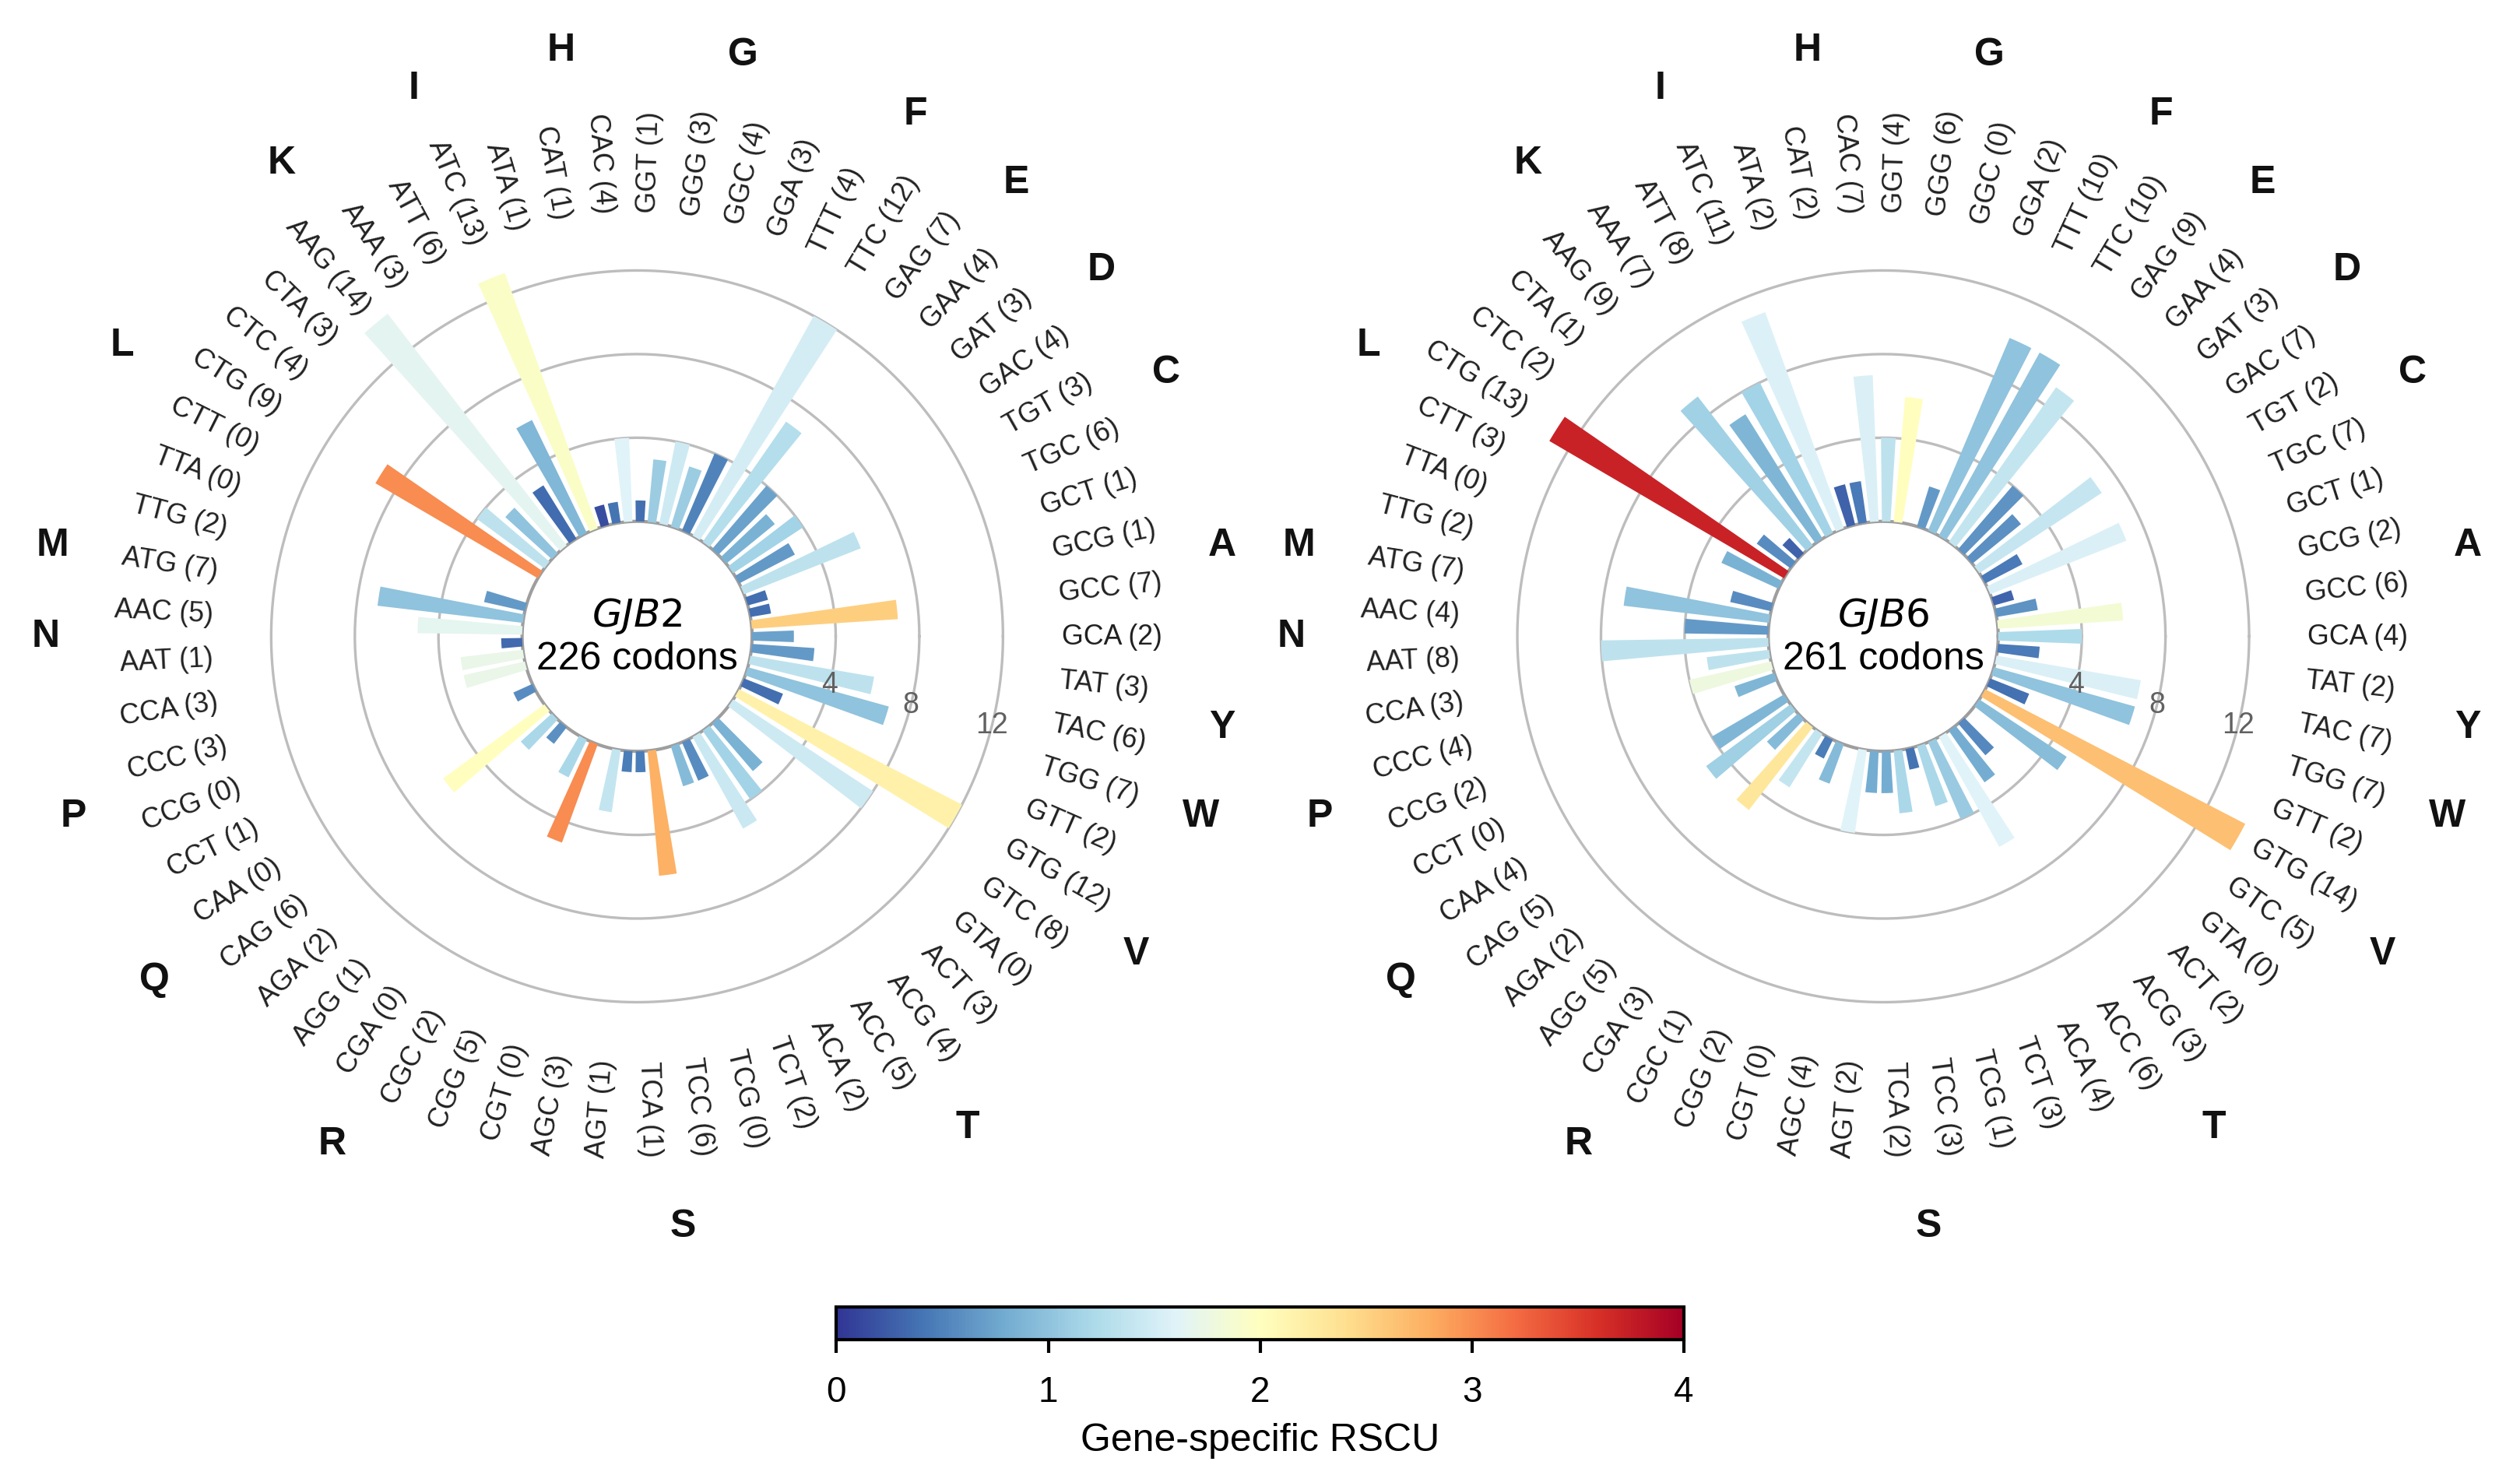 H
G
I
F
K
E
D
L
C
M
A
N
Y
P
W
Q
V
R
T
S
GCA (2)
GCC (7)
GCG (1)
GCT (1)
TGC (6)
TGT (3)
GAC (4)
GAT (3)
GAA (4)
GAG (7)
TTC (12)
TTT (4)
GGA (3)
GGC (4)
GGG (3)
GGT (1)
CAC (4)
CAT (1)
ATA (1)
ATC (13)
ATT (6)
AAA (3)
AAG (14)
CTA (3)
CTC (4)
CTG (9)
CTT (0)
TTA (0)
TTG (2)
ATG (7)
AAC (5)
AAT (1)
CCA (3)
CCC (3)
CCG (0)
CCT (1)
CAA (0)
CAG (6)
AGA (2)
AGG (1)
CGA (0)
CGC (2)
CGG (5)
CGT (0)
AGC (3)
AGT (1)
TCA (1)
TCC (6)
TCG (0)
TCT (2)
ACA (2)
ACC (5)
ACG (4)
ACT (3)
GTA (0)
GTC (8)
GTG (12)
GTT (2)
TGG (7)
TAC (6)
TAT (3)
GJB2
226 codons
4
8
12
H
G
I
F
K
E
D
L
C
M
A
N
Y
P
W
Q
V
R
T
S
GCA (4)
GCC (6)
GCG (2)
GCT (1)
TGC (7)
TGT (2)
GAC (7)
GAT (3)
GAA (4)
GAG (9)
TTC (10)
TTT (10)
GGA (2)
GGC (0)
GGG (6)
GGT (4)
CAC (7)
CAT (2)
ATA (2)
ATC (11)
ATT (8)
AAA (7)
AAG (9)
CTA (1)
CTC (2)
CTG (13)
CTT (3)
TTA (0)
TTG (2)
ATG (7)
AAC (4)
AAT (8)
CCA (3)
CCC (4)
CCG (2)
CCT (0)
CAA (4)
CAG (5)
AGA (2)
AGG (5)
CGA (3)
CGC (1)
CGG (2)
CGT (0)
AGC (4)
AGT (2)
TCA (2)
TCC (3)
TCG (1)
TCT (3)
ACA (4)
ACC (6)
ACG (3)
ACT (2)
GTA (0)
GTC (5)
GTG (14)
GTT (2)
TGG (7)
TAC (7)
TAT (2)
GJB6
261 codons
4
8
12
0 1 2 3 4
Gene-specific RSCU